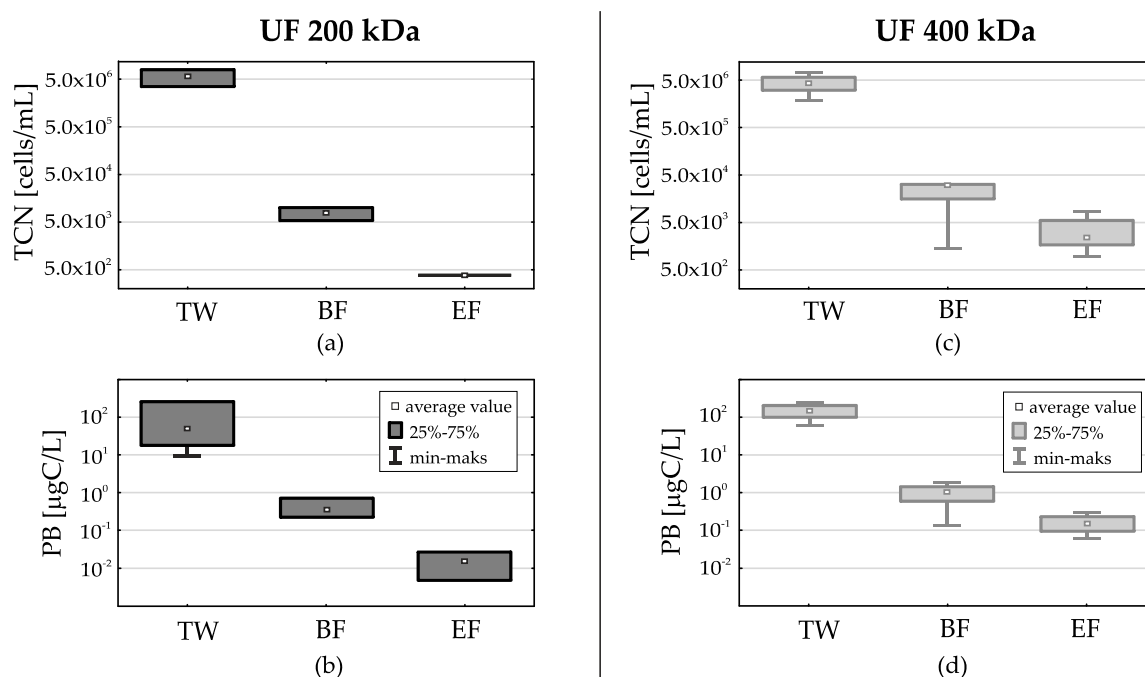 UF 200 kDa
TCN [cells/mL]
5.0x10⁶
5.0x10⁵
5.0x10⁴
5.0x10³
5.0x10²
TW BF EF
(a)
PB [µgC/L]
10²
10¹
10⁰
10⁻¹
10⁻²
average value
25%-75%
min-maks
TW BF EF
(b)
UF 400 kDa
TCN [cells/mL]
5.0x10⁶
5.0x10⁵
5.0x10⁴
5.0x10³
5.0x10²
TW BF EF
(c)
PB [µgC/L]
10²
10¹
10⁰
10⁻¹
10⁻²
average value
25%-75%
min-maks
TW BF EF
(d)